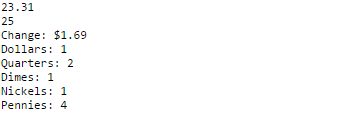 23.31
25
Change: $1.69
Dollars: 1
Quarters: 2
Dimes: 1
Nickels: 1
Pennies: 4